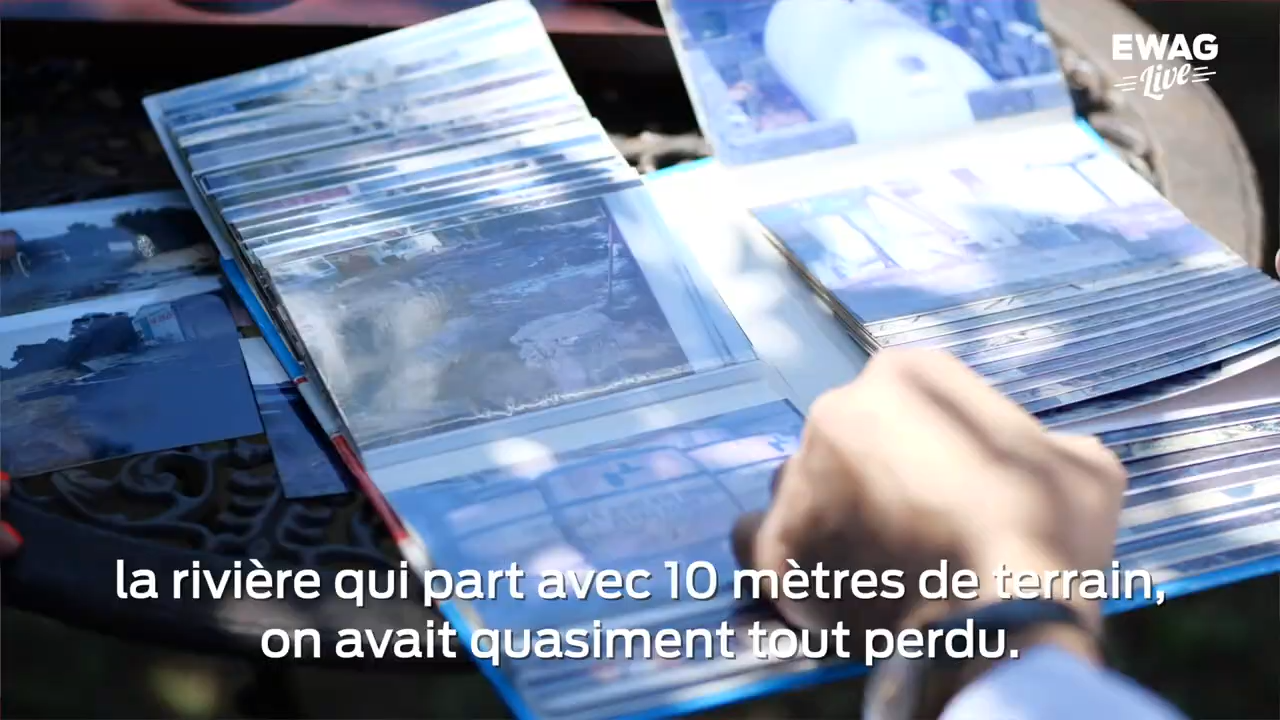 EWAG
Live
la rivière qui part avec 10 mètres de terrain,
on avait quasiment tout perdu.